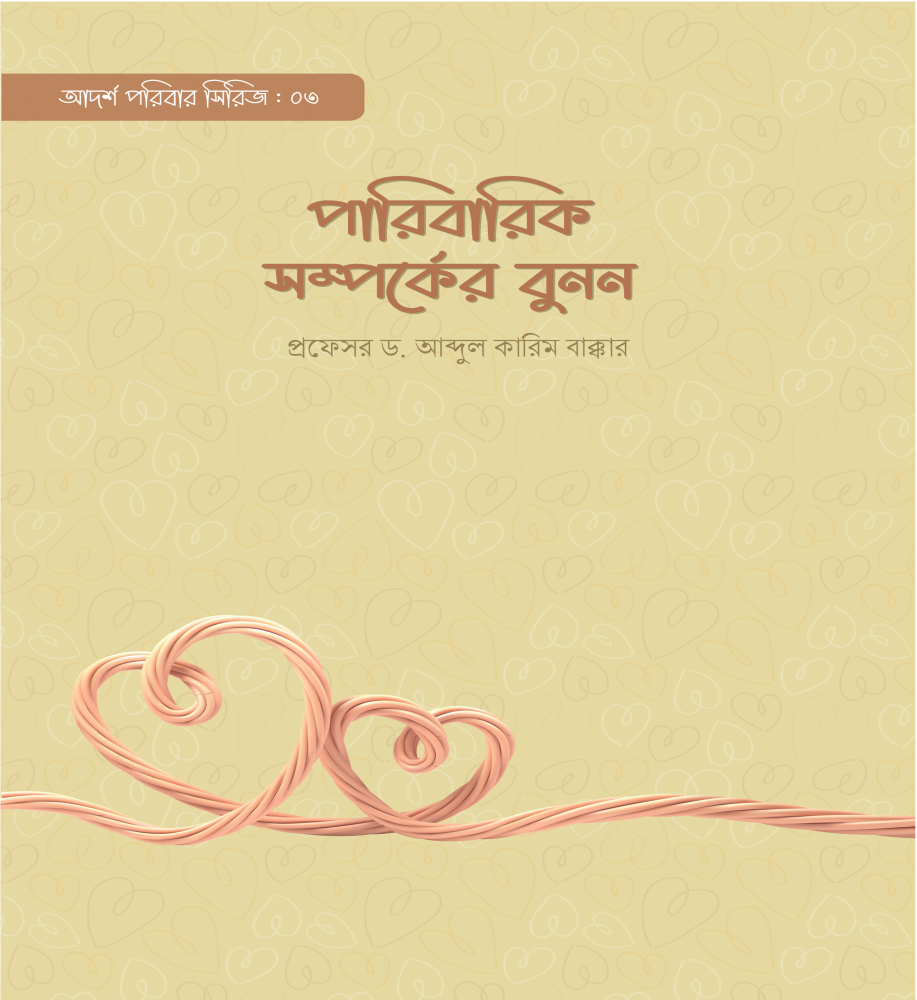 আদর্শ পরিবার সিরিজ : ০৩
পারিবারিক
সম্পর্কের বুনন
প্রফেসর ড. আব্দুল কারিম বাক্কার